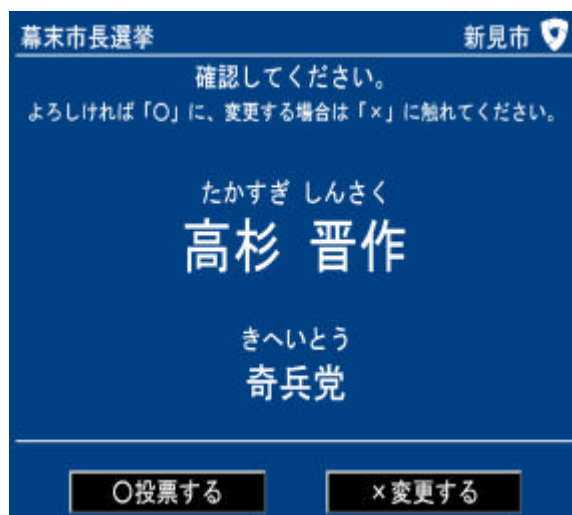 幕末市長選挙 新見市
確認してください。
よろしければ「〇」に、変更する場合は「×」に触れてください。
たかすぎ しんさく
高杉 晋作
きへいとう
奇兵党
〇投票する ×変更する